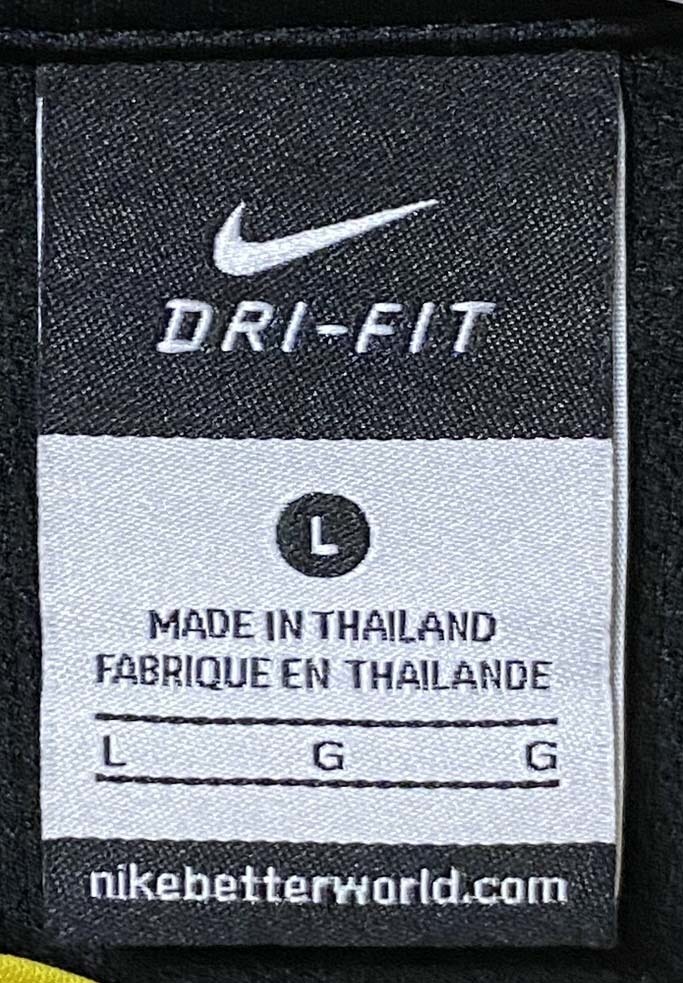 DRI-FIT
L
MADE IN THAILAND
FABRIQUE EN THAILANDE
L G G
nikebetterworld.com